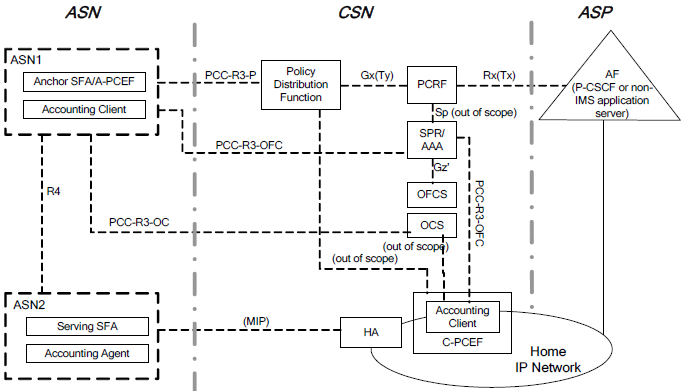 ASN
CSN
ASP
ASN1
Anchor SFA/A-PCEF
Accounting Client
PCC-R3-P
Policy
Distribution
Function
Gx(Ty)
PCRF
Rx(Tx)
AF
(P-CSCF or non-
IMS application
server)
Sp (out of scope)
SPR/
AAA
PCC-R3-OFC
Gz'
OFCS
PCC-R3-OFC
R4
PCC-R3-OC
OCS
(out of scope)
(out of scope)
ASN2
Serving SFA
Accounting Agent
(MIP)
HA
Accounting
Client
C-PCEF
Home
IP Network